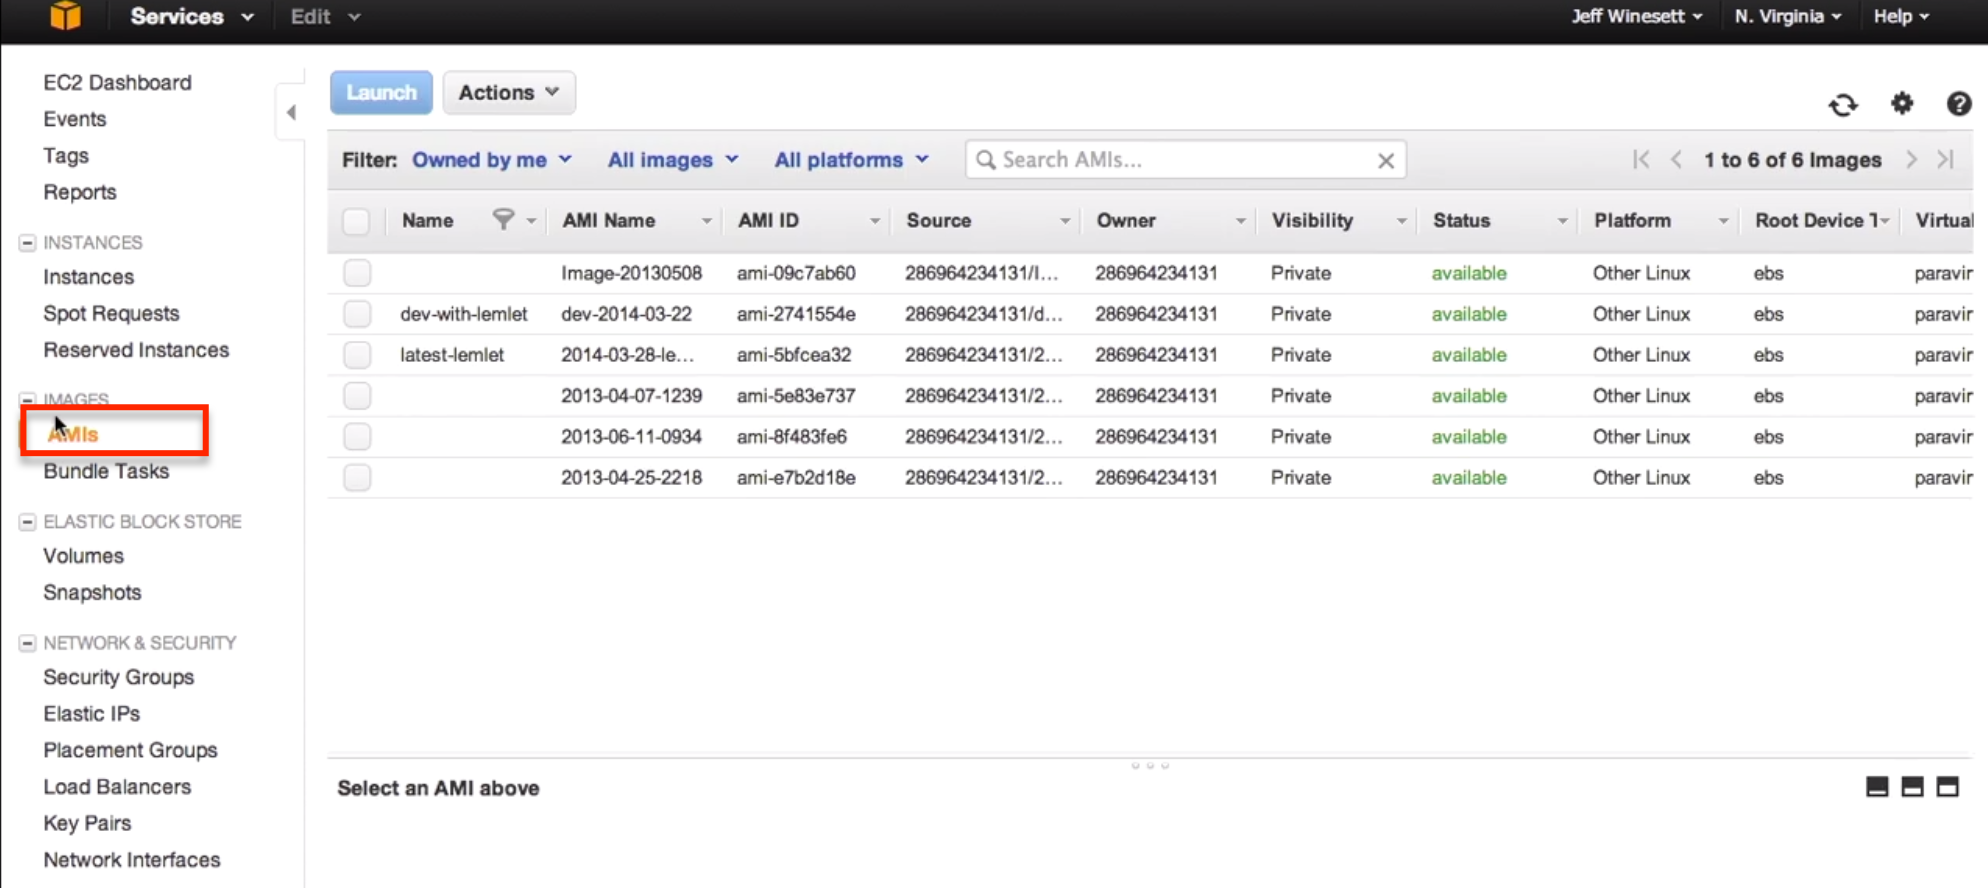 Services Edit Jeff Winesett N. Virginia Help
EC2 Dashboard
Events
Tags
Reports
INSTANCES
Instances
Spot Requests
Reserved Instances
IMAGES
AMIs
Bundle Tasks
ELASTIC BLOCK STORE
Volumes
Snapshots
NETWORK & SECURITY
Security Groups
Elastic IPs
Placement Groups
Load Balancers
Key Pairs
Network Interfaces
Launch Actions
Filter: Owned by me All images All platforms Search AMIs... 1 to 6 of 6 Images
Name AMI Name AMI ID Source Owner Visibility Status Platform Root Device T Virtual
Image-20130508 ami-09c7ab60 286964234131/I... 286964234131 Private available Other Linux ebs paravir
dev-with-lemlet dev-2014-03-22 ami-2741554e 286964234131/d... 286964234131 Private available Other Linux ebs paravir
latest-lemlet 2014-03-28-le... ami-5bfcea32 286964234131/2... 286964234131 Private available Other Linux ebs paravir
2013-04-07-1239 ami-5e83e737 286964234131/2... 286964234131 Private available Other Linux ebs paravir
2013-06-11-0934 ami-8f483fe6 286964234131/2... 286964234131 Private available Other Linux ebs paravir
2013-04-25-2218 ami-e7b2d18e 286964234131/2... 286964234131 Private available Other Linux ebs paravir
Select an AMI above